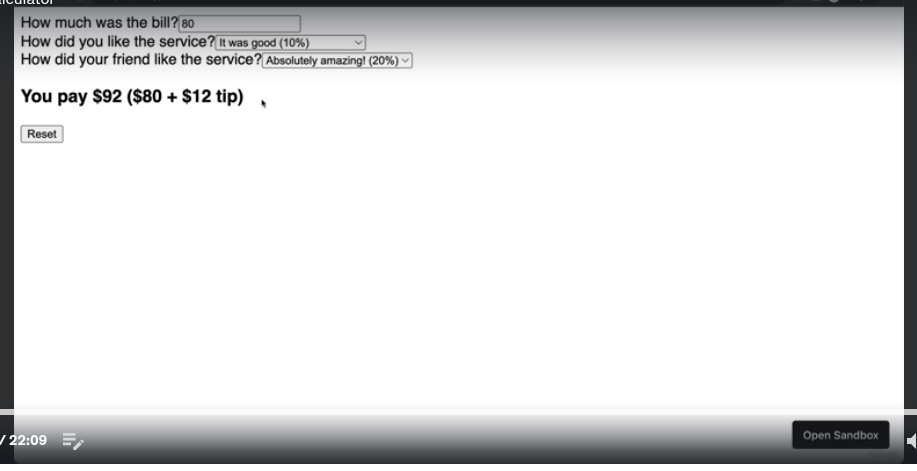 How much was the bill? 80
How did you like the service? It was good (10%)
How did your friend like the service? Absolutely amazing! (20%)
You pay $92 ($80 + $12 tip)
Reset
/ 22:09
Open Sandbox